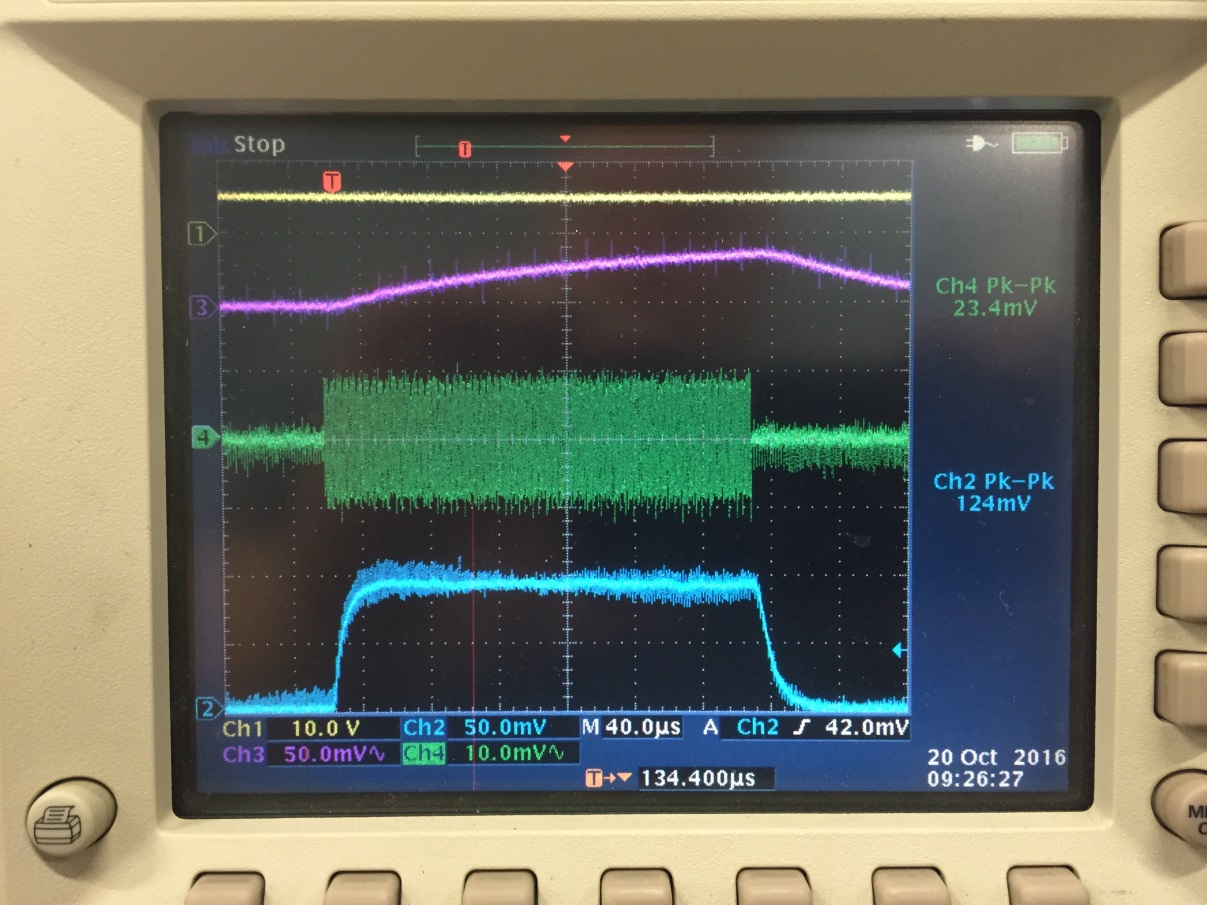 Tek Stop
T
T
1
3
Ch4 Pk-Pk
23.4mV
4
Ch2 Pk-Pk
124mV
2
Ch1 10.0 V Ch2 50.0mV M 40.0µs A Ch2 42.0mV
Ch3 50.0mV Ch4 10.0mV
T 134.400µs
20 Oct 2016
09:26:27